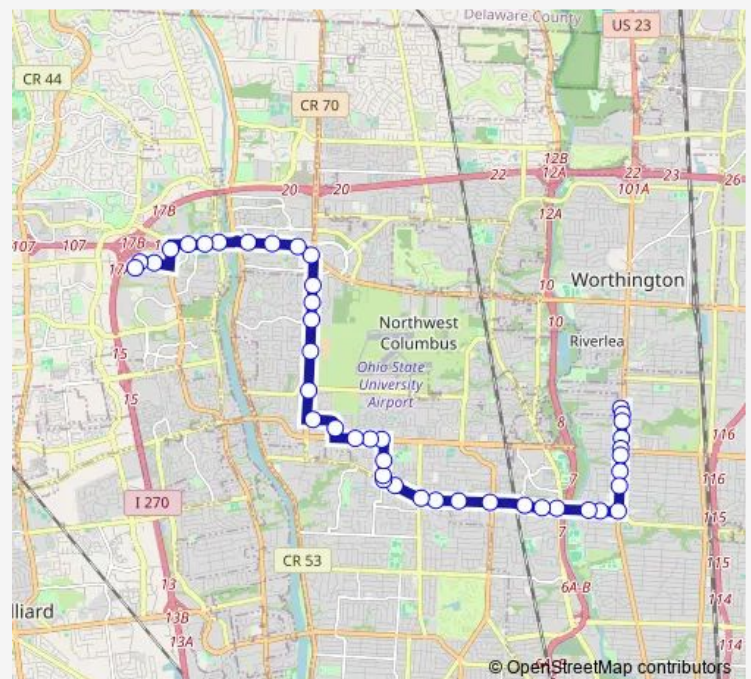 Delaware County
US 23
CR 44
CR 70
12B
12A
22
22
23
101A
26
20
20
17B
12A
107
107
17B
10
Worthington
10
Northwest
Columbus
Riverlea
Ohio State
University
Airport
15
15
8
116
7
116
I 270
7
115
CR 53
115
13
6A-B
114
13B
13A
114
lliard
© OpenStreetMap contributors